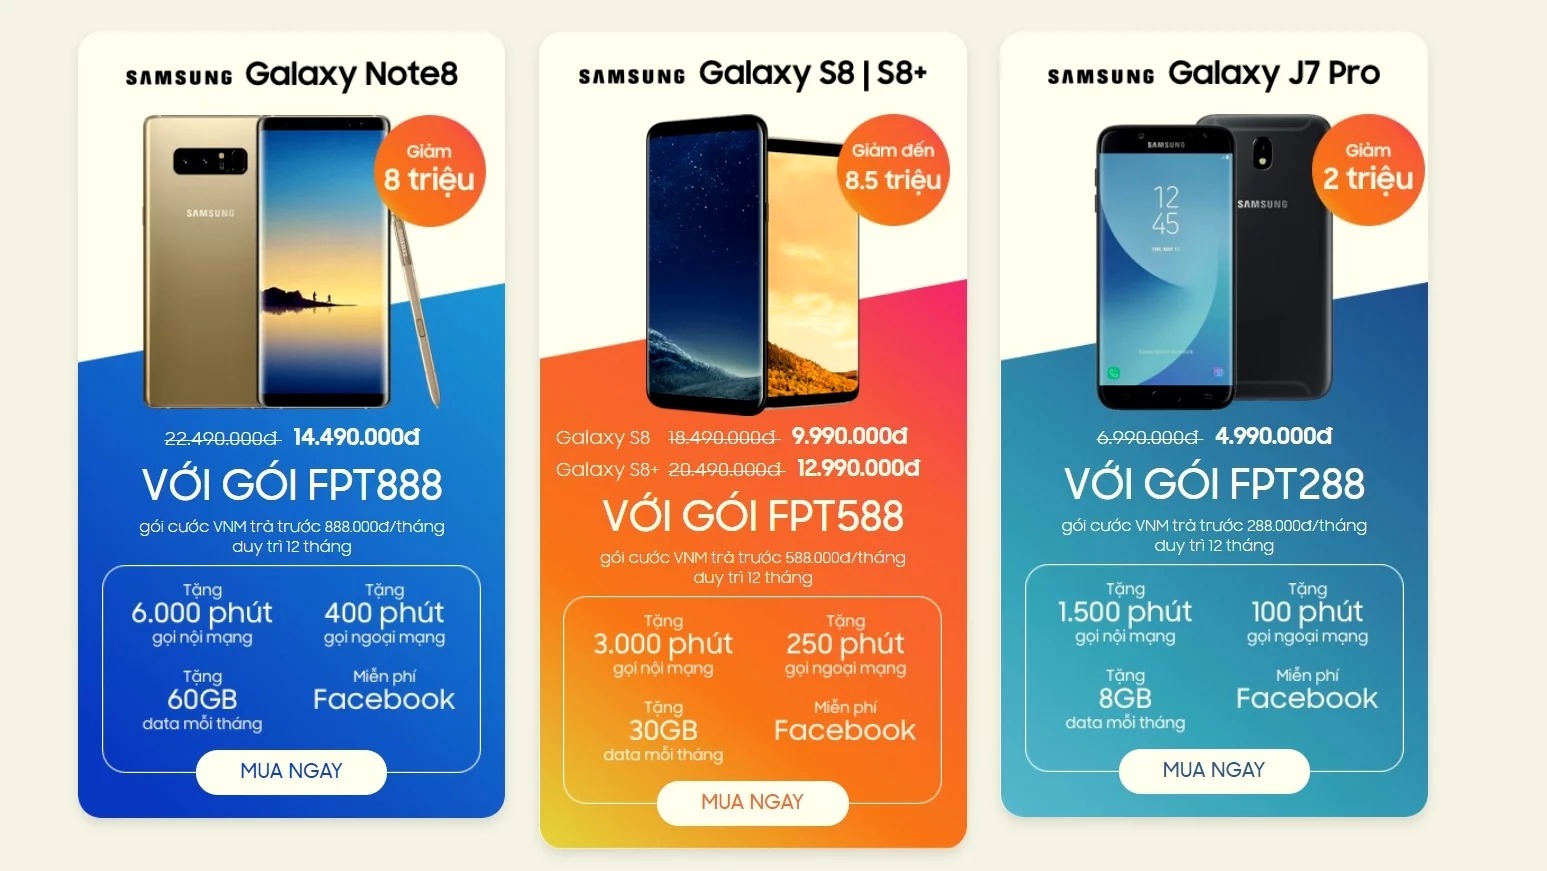 SAMSUNG Galaxy Note8
SAMSUNG
Giảm
8 triệu
22.490.000đ 14.490.000đ
VỚI GÓI FPT888
gói cước VNM trả trước 888.000đ/tháng
duy trì 12 tháng
Tặng
6.000 phút
gọi nội mạng
Tặng
400 phút
gọi ngoại mạng
Tặng
60GB
data mỗi tháng
Miễn phí
Facebook
MUA NGAY
SAMSUNG Galaxy S8 | S8+
Giảm đến
8.5 triệu
Galaxy S8 18.490.000đ 9.990.000đ
Galaxy S8+ 20.490.000đ 12.990.000đ
VỚI GÓI FPT588
gói cước VNM trả trước 588.000đ/tháng
duy trì 12 tháng
Tặng
3.000 phút
gọi nội mạng
Tặng
250 phút
gọi ngoại mạng
Tặng
30GB
data mỗi tháng
Miễn phí
Facebook
MUA NGAY
SAMSUNG Galaxy J7 Pro
SAMSUNG
12
45
SAMSUNG
Giảm
2 triệu
6.990.000đ 4.990.000đ
VỚI GÓI FPT288
gói cước VNM trả trước 288.000đ/tháng
duy trì 12 tháng
Tặng
1.500 phút
gọi nội mạng
Tặng
100 phút
gọi ngoại mạng
Tặng
8GB
data mỗi tháng
Miễn phí
Facebook
MUA NGAY